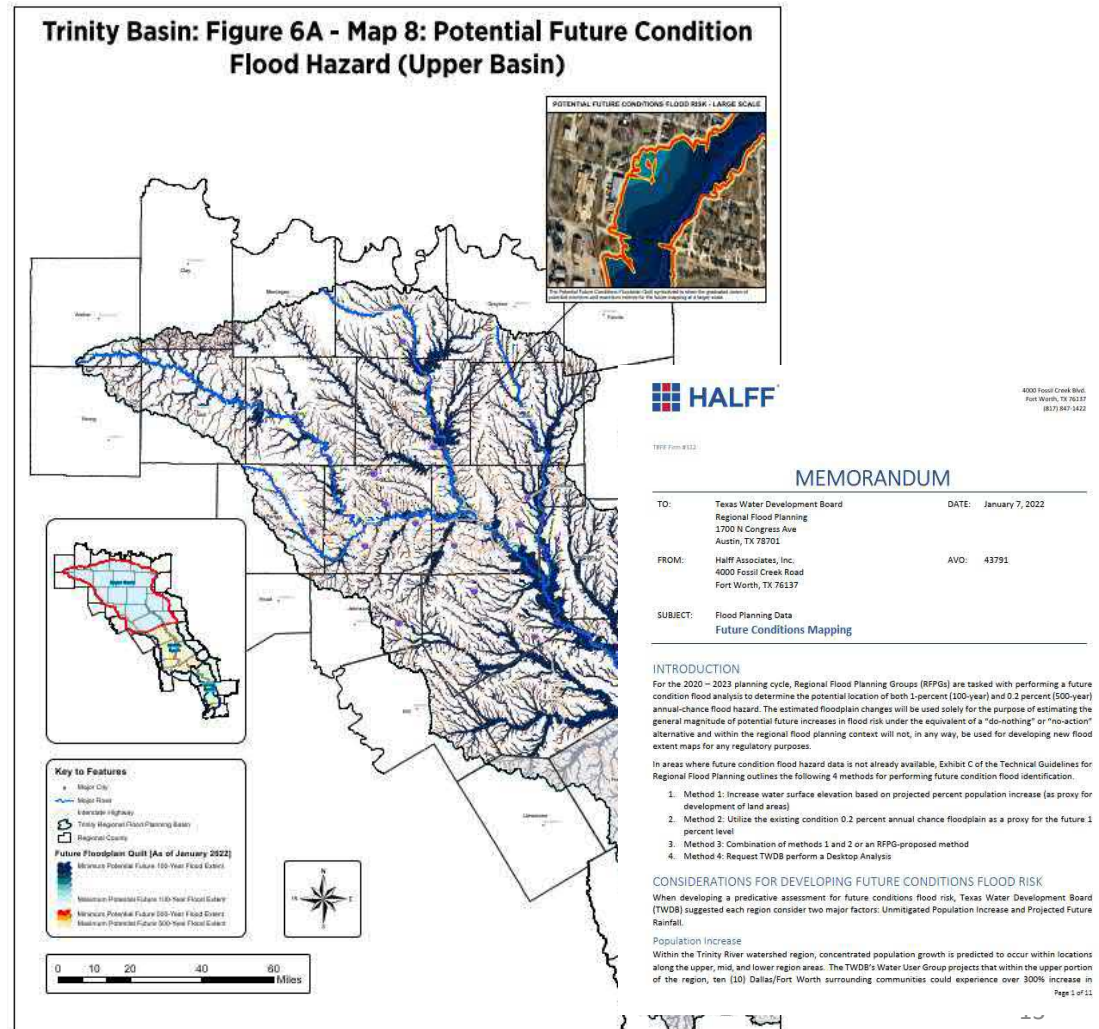 Trinity Basin: Figure 6A - Map 8: Potential Future Condition
Flood Hazard (Upper Basin)
POTENTIAL FUTURE CONDITIONS FLOOD RISK - LARGE SCALE
Clay
Montague
Grayson
Fannin
Archer
Young
Hood
Johnson
Hill
Limestone
Upper Basin
Key to Features
Major City
Major River
Interstate Highway
Trinity Regional Flood Planning Basin
Regional County
Future Floodplain Quilt [As of January 2022]
Minimum Potential Future 100-Year Flood Extent
Maximum Potential Future 100-Year Flood Extent
Minimum Potential Future 500-Year Flood Extent
Maximum Potential Future 500-Year Flood Extent
N
E
S
0 10 20 40 60
Miles
HALFF
4000 Fossil Creek Blvd.
Fort Worth, TX 76137
(817) 847-1422
MEMORANDUM
TO: Texas Water Development Board DATE: January 7, 2022
Regional Flood Planning
1700 N Congress Ave
Austin, TX 78701
FROM: Halff Associates, Inc. AVO: 43791
4000 Fossil Creek Road
Fort Worth, TX 76137
SUBJECT: Flood Planning Data
Future Conditions Mapping
INTRODUCTION
For the 2020 – 2023 planning cycle, Regional Flood Planning Groups (RFPGs) are tasked with performing a future
condition flood analysis to determine the potential location of both 1-percent (100-year) and 0.2 percent (500-year)
annual-chance flood hazard. The estimated floodplain changes will be used solely for the purpose of estimating the
general magnitude of potential future increases in flood risk under the equivalent of a “do-nothing” or “no-action”
alternative and within the regional flood planning context will not, in any way, be used for developing new flood
extent maps for any regulatory purposes.
In areas where future condition flood hazard data is not already available, Exhibit C of the Technical Guidelines for
Regional Flood Planning outlines the following 4 methods for performing future condition flood identification.
1. Method 1: Increase water surface elevation based on projected percent population increase (as proxy for
development of land areas)
2. Method 2: Utilize the existing condition 0.2 percent annual chance floodplain as a proxy for the future 1
percent level
3. Method 3: Combination of methods 1 and 2 or an RFPG-proposed method
4. Method 4: Request TWDB perform a Desktop Analysis
CONSIDERATIONS FOR DEVELOPING FUTURE CONDITIONS FLOOD RISK
When developing a predicative assessment for future conditions flood risk, Texas Water Development Board
(TWDB) suggested each region consider two major factors: Unmitigated Population Increase and Projected Future
Rainfall.
Population Increase
Within the Trinity River watershed region, concentrated population growth is predicted to occur within locations
along the upper, mid, and lower region areas. The TWDB's Water User Group projects that within the upper portion
of the region, ten (10) Dallas/Fort Worth surrounding communities could experience over 300% increase in
Page 1 of 11